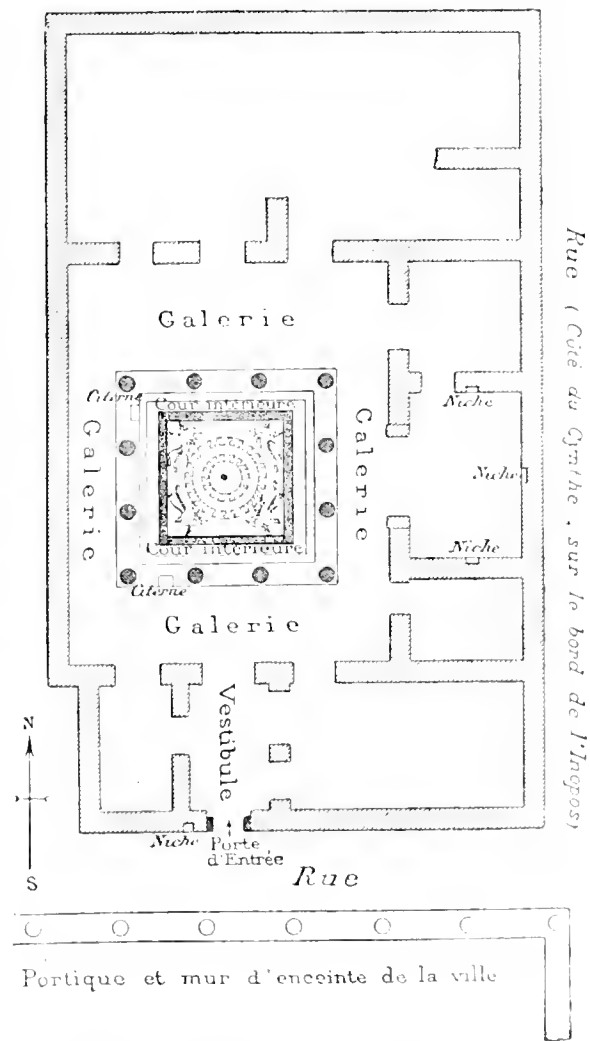 Galerie
Citerne
Cour intérieure
Galerie
Galerie
Cour intérieure
Citerne
Galerie
Niche
Niche
Niche
Rue (Côté du Cynthe, sur le bord de l'Inopos)
Vestibule
N
S
Niche
Porte
d'Entrée
Rue
Portique et mur d'enceinte de la ville